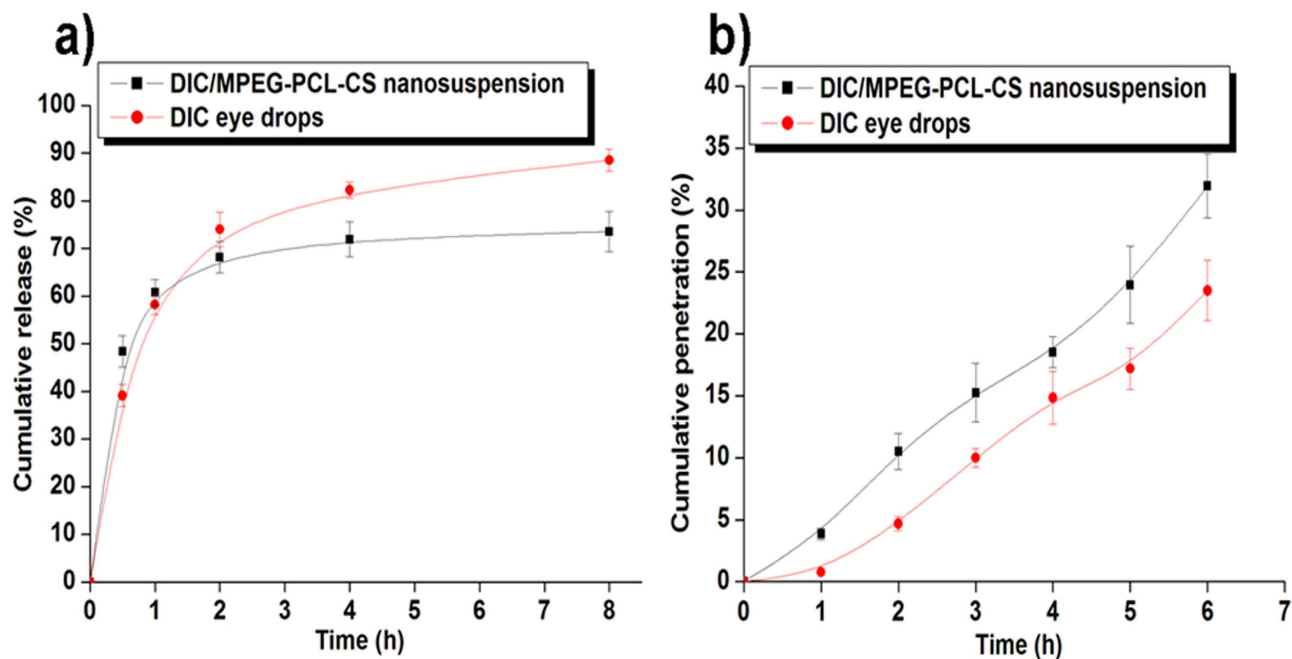 a)
DIC/MPEG-PCL-CS nanosuspension
DIC eye drops
100
90
80
70
60
50
40
30
20
10
0
Cumulative release (%)
0 1 2 3 4 5 6 7 8
Time (h)
b)
DIC/MPEG-PCL-CS nanosuspension
DIC eye drops
40
35
30
25
20
15
10
5
0
Cumulative penetration (%)
0 1 2 3 4 5 6 7
Time (h)